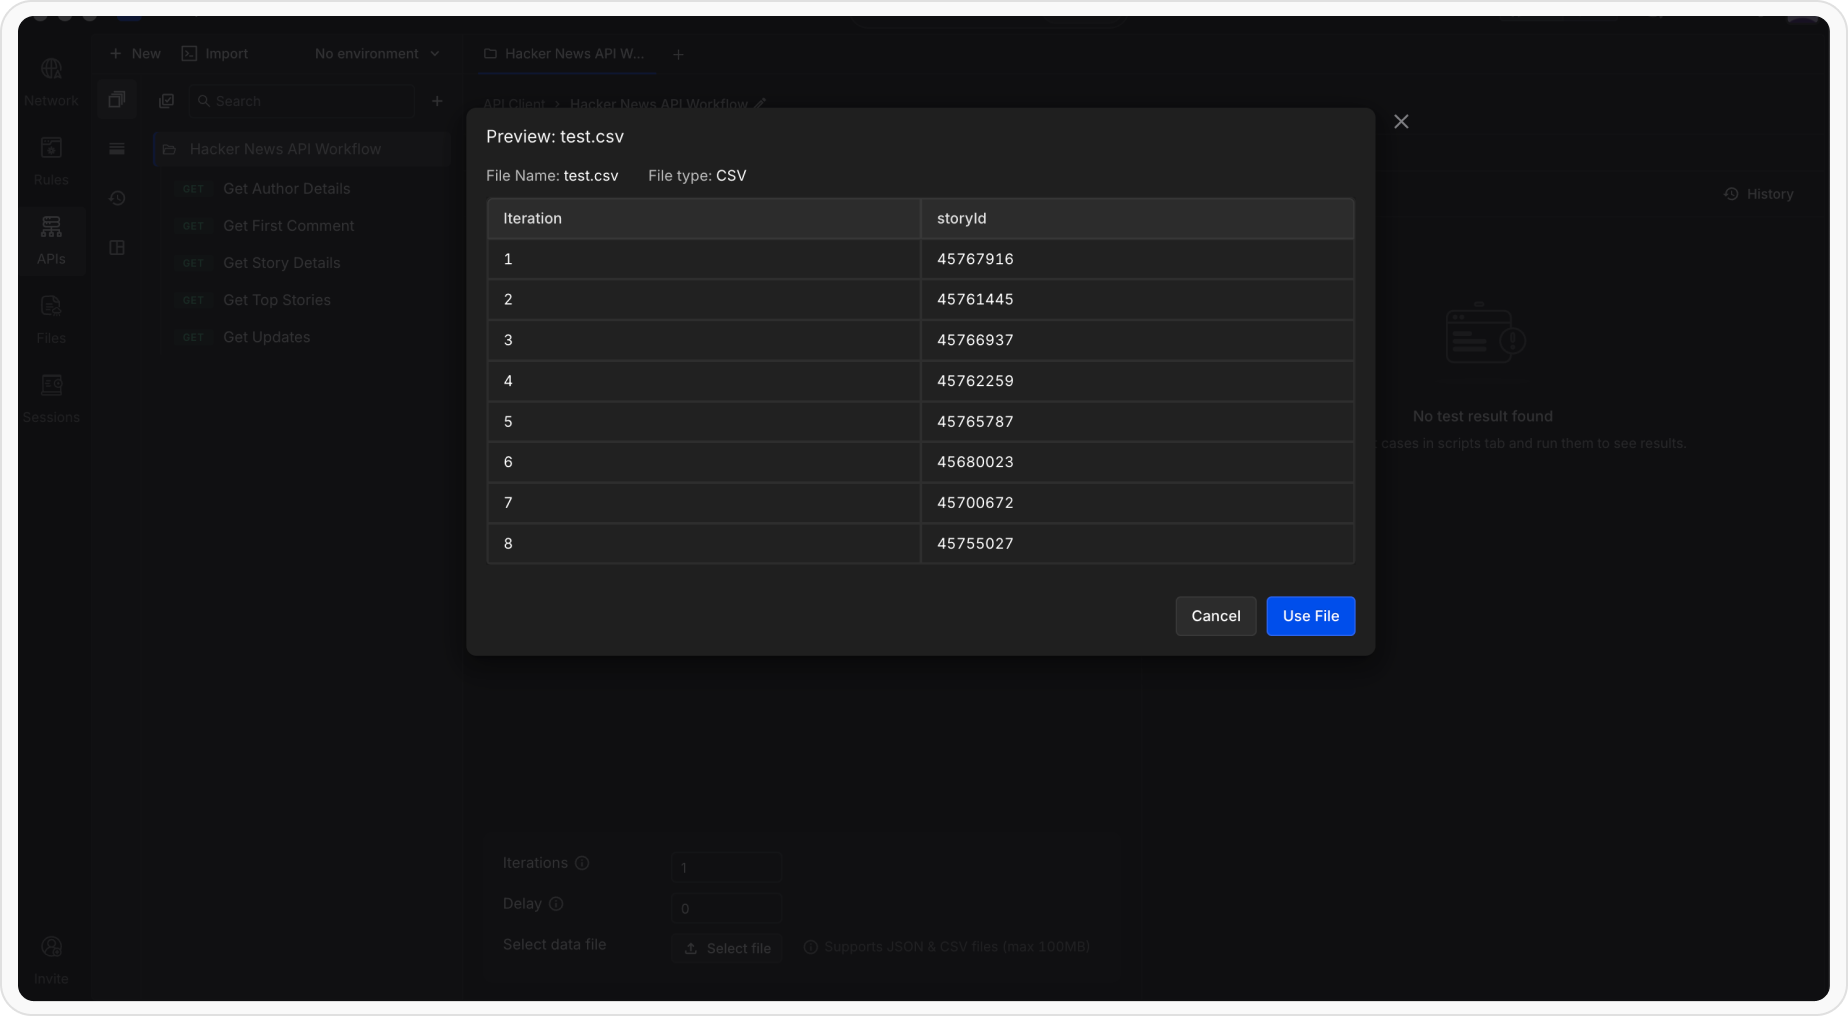 New
Import
No environment
Hacker News API W...
Network
Search
API Client > Hacker News API Workflow
Preview: test.csv
File Name: test.csv
File type: CSV
Hacker News API Workflow
Rules
GET Get Author Details
History
GET Get First Comment
APIs
GET Get Story Details
GET Get Top Stories
Files
GET Get Updates
Sessions
Iteration storyId
1 45767916
2 45761445
3 45766937
4 45762259
5 45765787
6 45680023
7 45700672
8 45755027
No test result found
cases in scripts tab and run them to see results.
Cancel
Use File
Iterations 1
Delay 0
Select data file
Select file
Supports JSON & CSV files (max 100MB)
Invite